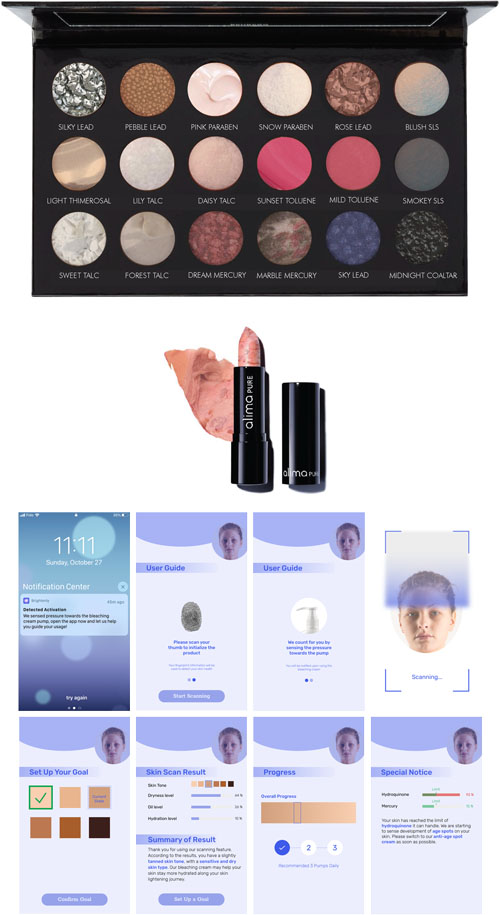 SILKY LEAD
PEBBLE LEAD
PINK PARABEN
SNOW PARABEN
ROSE LEAD
BLUSH SLS
LIGHT THIMEROSAL
LILY TALC
DAISY TALC
SUNSET TOLUENE
MILD TOLUENE
SMOKEY SLS
SWEET TALC
FOREST TALC
DREAM MERCURY
MARBLE MERCURY
SKY LEAD
MIDNIGHT COALTAR
alima PURE
alima PURE
11:11
Sunday, October 27
Notification Center
Brightenly
Detected Activation
We sensed pressure towards the bleaching
cream pump, open the app now and let us help
you guide your usage!
try again
User Guide
Please scan your
thumb to initialize the
product
Start Scanning
User Guide
We count for you by
sensing the pressure
towards the pump
Scanning...
Set Up Your Goal
Confirm Goal
Skin Scan Result
Skin Tone
Dryness level
Oil level
Hydration level
Summary of Result
Thank you for using our scanning feature.
According to the results, you have a slightly
tanned skin tone, with a sensitive and dry
skin type. Our bleaching cream may help your
skin stay more hydrated along your skin
lightening journey.
Set Up a Goal
Progress
Overall Progress
2
3
Recommended 3 Pumps Daily
Special Notice
Hydroquinone
Mercury
Your skin has reached the limit of
hydroquinone it can handle. We are starting
to sense development of age spots on your
skin. Please switch to our anti-age spot
cream as soon as possible.